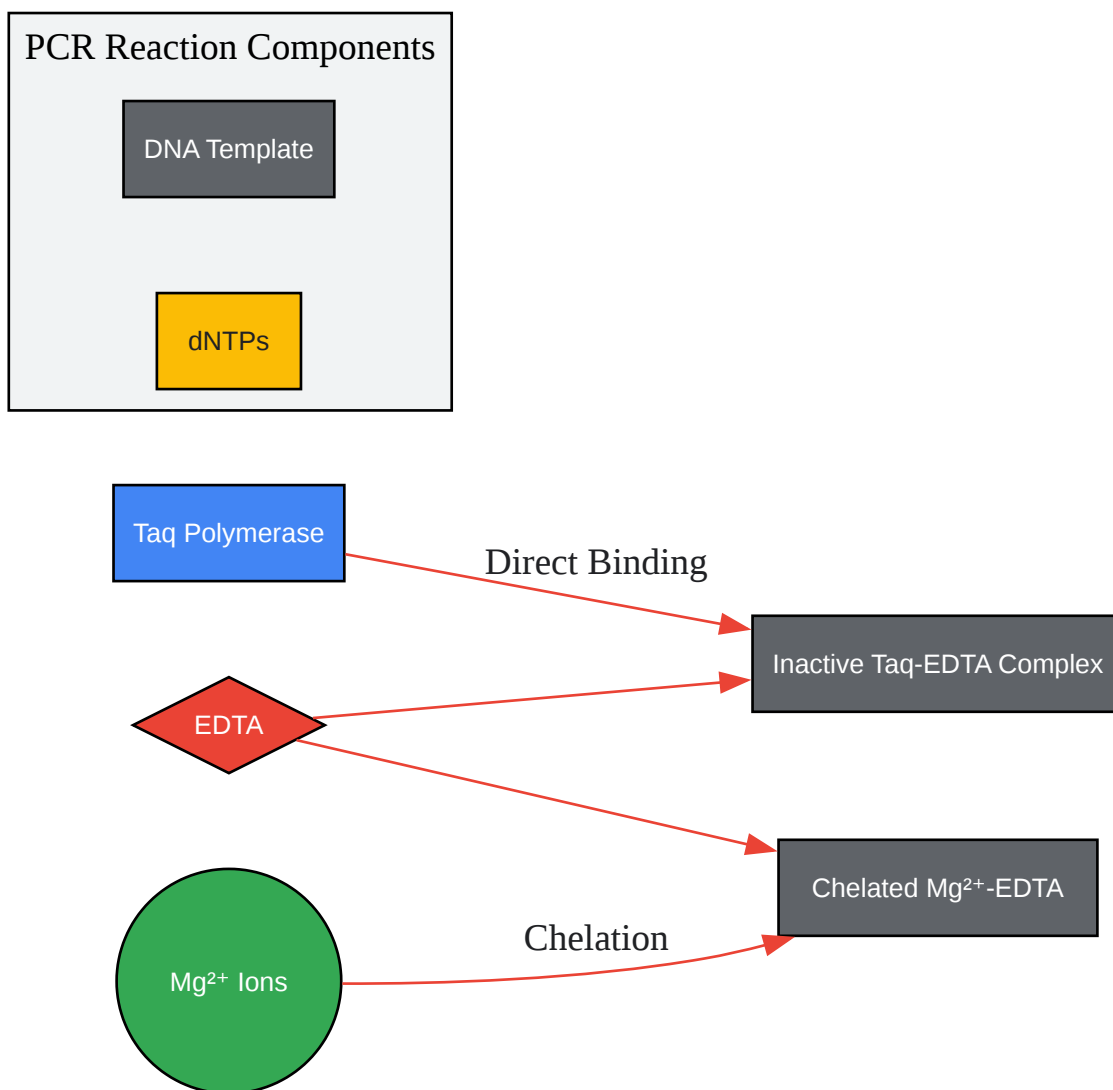 PCR Reaction Components
DNA Template
dNTPs
Taq Polymerase
Direct Binding
Inactive Taq-EDTA Complex
EDTA
Chelated Mg²⁺-EDTA
Chelation
Mg²⁺ Ions